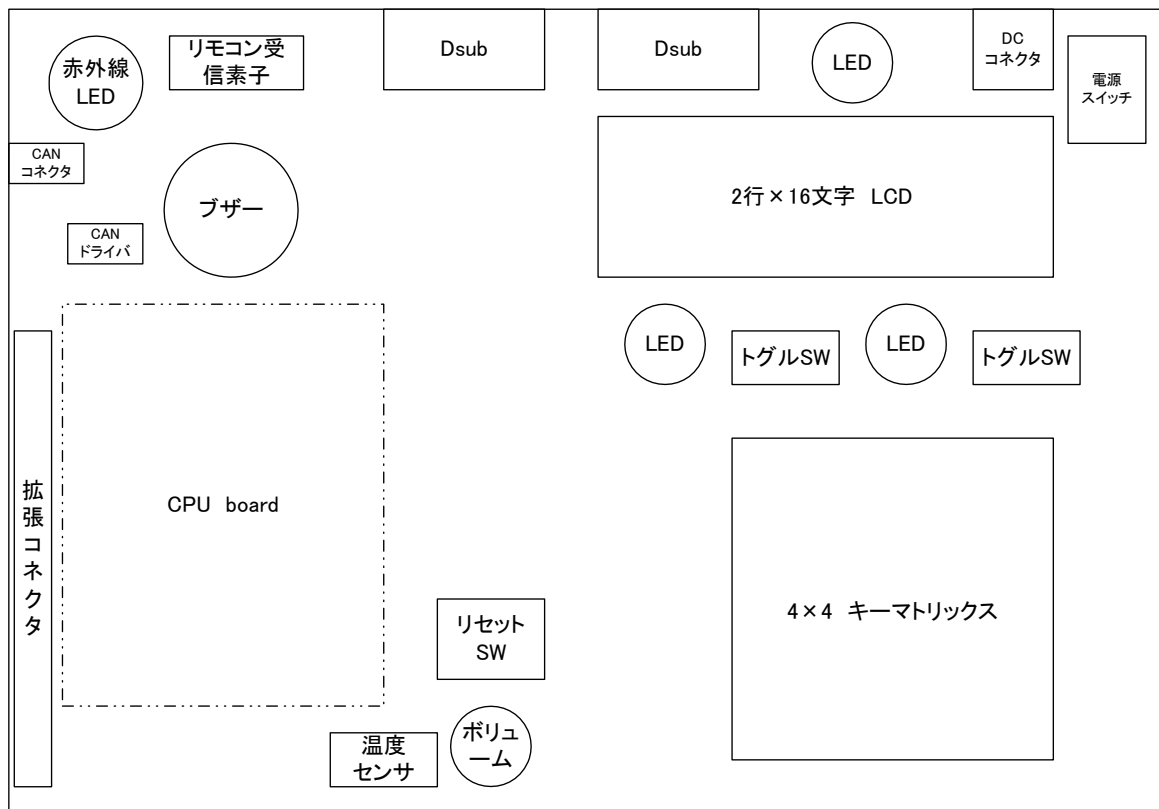 赤外線
LED
リモコン受
信素子
Dsub
Dsub
LED
DC
コネクタ
電源
スイッチ
CAN
コネクタ
ブザー
2行×16文字 LCD
CAN
ドライバ
LED
トグルSW
LED
トグルSW
拡張コネクタ
CPU board
4×4 キーマトリックス
リセット
SW
温度
センサ
ボリュ
ーム